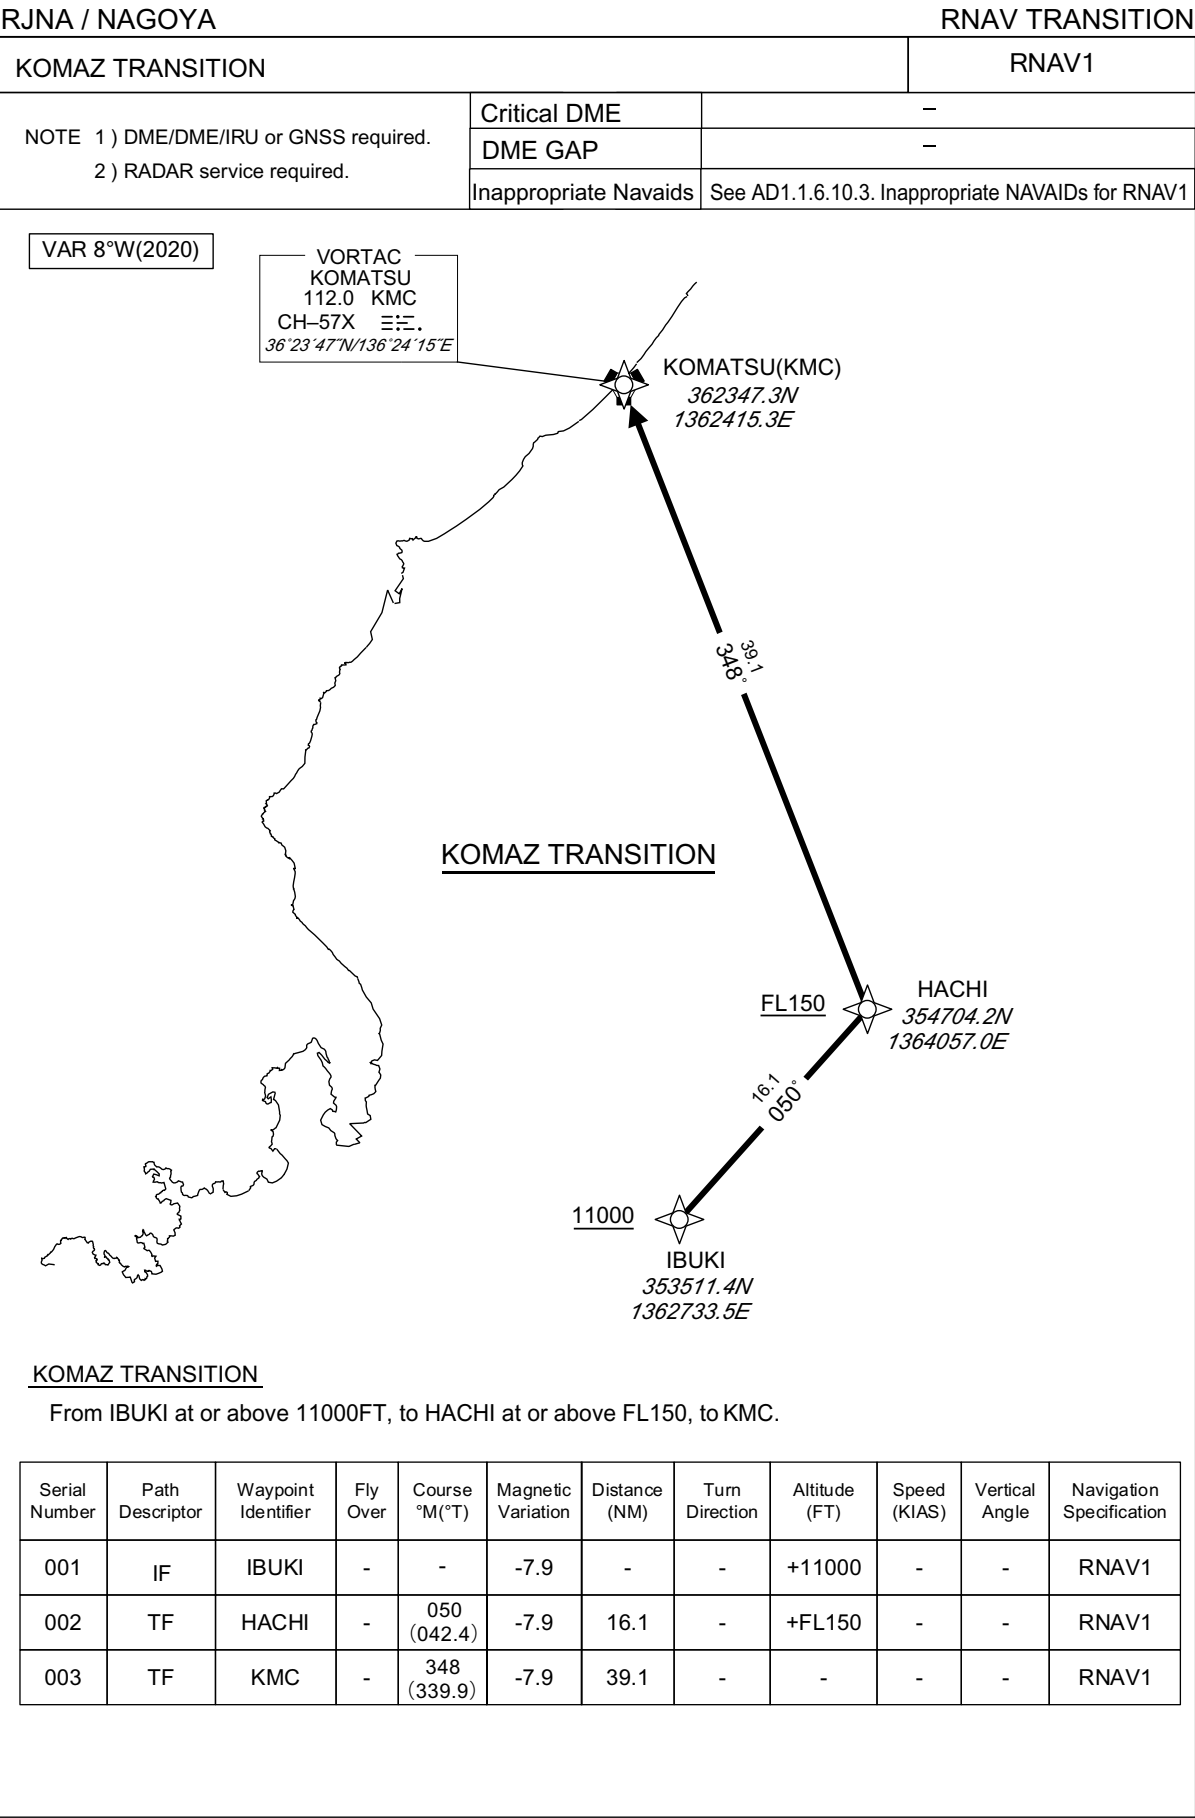 RJNA / NAGOYA
RNAV TRANSITION
KOMAZ TRANSITION
RNAV1
NOTE 1 ) DME/DME/IRU or GNSS required.
2 ) RADAR service required.
Critical DME
–
DME GAP
–
Inappropriate Navaids
See AD1.1.6.10.3. Inappropriate NAVAIDs for RNAV1
VAR 8°W(2020)
VORTAC
KOMATSU
112.0 KMC
CH–57X
36°23´47˝N/136°24´15˝E
KOMATSU(KMC)
362347.3N
1362415.3E
39.1
348°
KOMAZ TRANSITION
FL150
HACHI
354704.2N
1364057.0E
16.1
050°
11000
IBUKI
353511.4N
1362733.5E
KOMAZ TRANSITION
From IBUKI at or above 11000FT, to HACHI at or above FL150, to KMC.
Serial Number Path Descriptor Waypoint Identifier Fly Over Course °M(°T) Magnetic Variation Distance (NM) Turn Direction Altitude (FT) Speed (KIAS) Vertical Angle Navigation Specification
001 IF IBUKI - - -7.9 - - +11000 - - RNAV1
002 TF HACHI - 050 (042.4) -7.9 16.1 - +FL150 - - RNAV1
003 TF KMC - 348 (339.9) -7.9 39.1 - - - - RNAV1